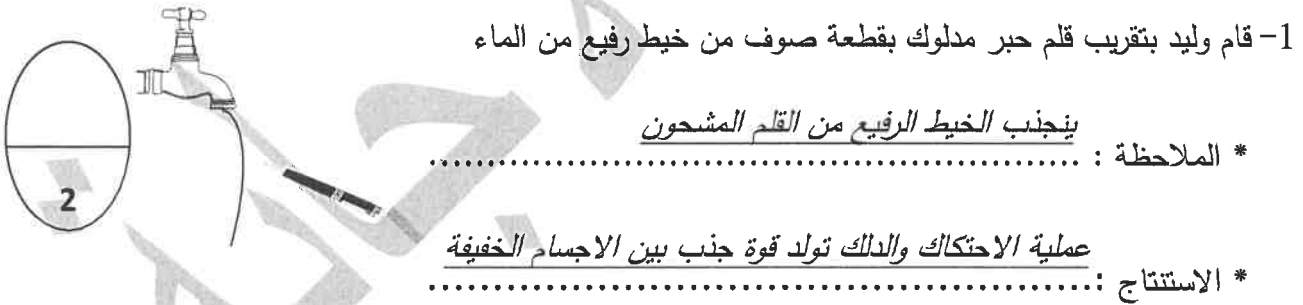 1- قام وليد بتقريب قلم حبر مدلوك بقطعة صوف من خيط رفيع من الماء
ينجذب الخيط الرفيع من القلم المشحون
* الملاحظة : ..................................................
عملية الاحتكاك والدلك تولد قوة جذب بين الاجسام الخفيفة
* الاستنتاج : ..................................................
2